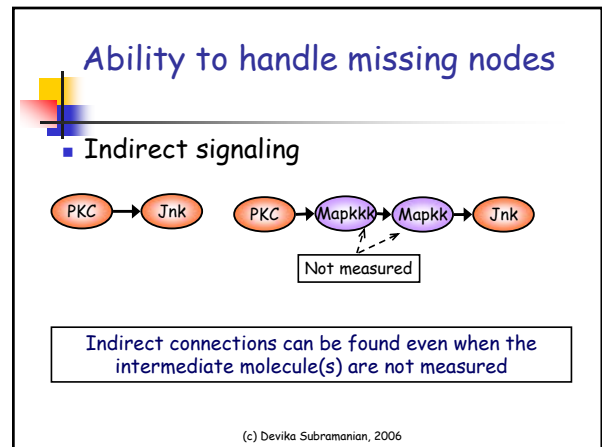 Ability to handle missing nodes
Indirect signaling
PKC Jnk PKC Mapkkk Mapkk Jnk
Not measured
Indirect connections can be found even when the
intermediate molecule(s) are not measured
(c) Devika Subramanian, 2006